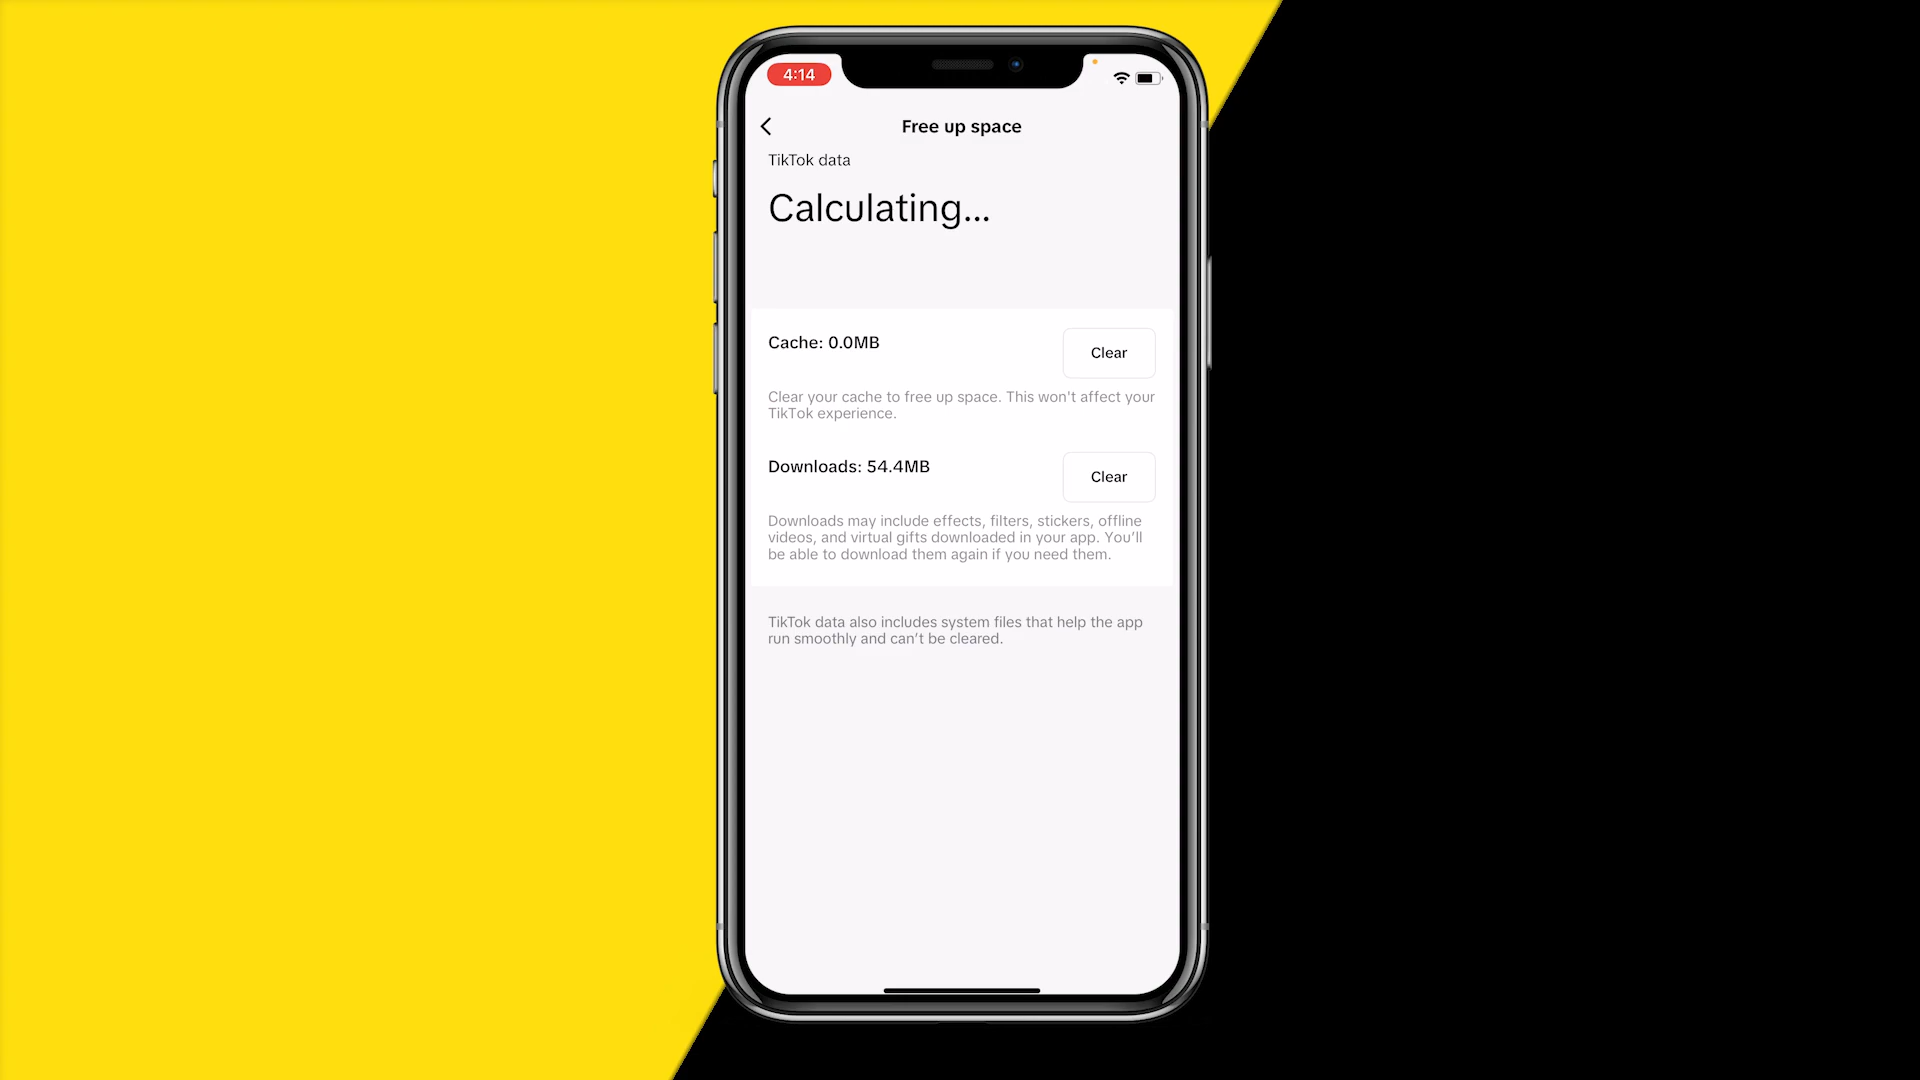 4:14
Free up space
TikTok data
Calculating...
Cache: 0.0MB
Clear
Clear your cache to free up space. This won't affect your
TikTok experience.
Downloads: 54.4MB
Clear
Downloads may include effects, filters, stickers, offline
videos, and virtual gifts downloaded in your app. You’ll
be able to download them again if you need them.
TikTok data also includes system files that help the app
run smoothly and can’t be cleared.